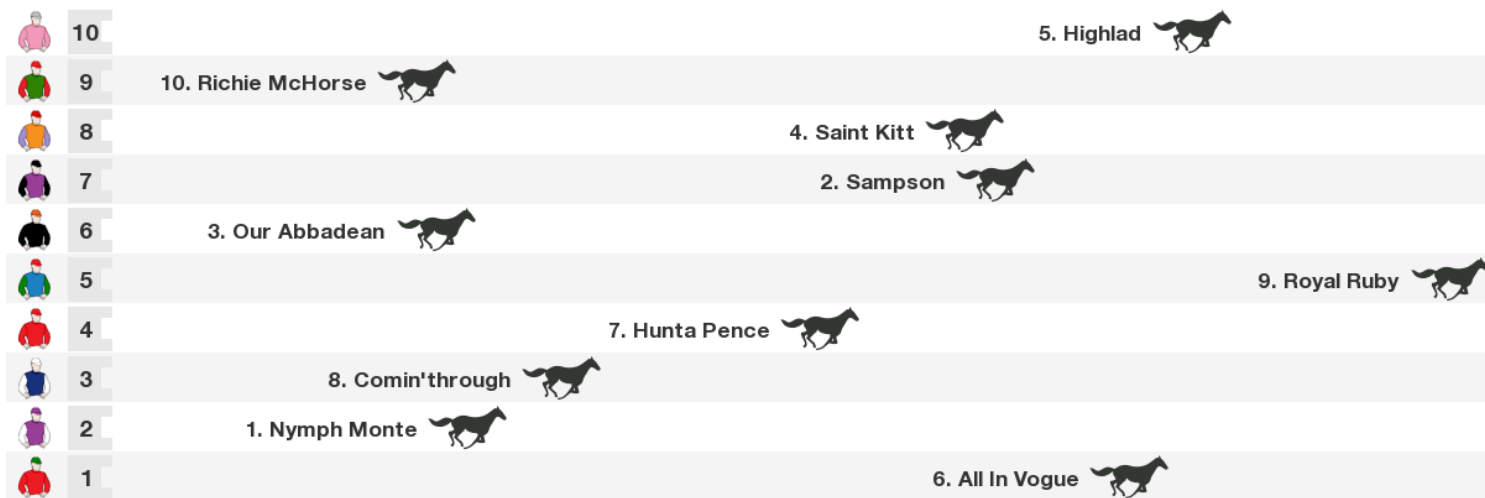 10 5. Highlad
9 10. Richie McHorse
8 4. Saint Kitt
7 2. Sampson
6 3. Our Abbadean
5 9. Royal Ruby
4 7. Hunta Pence
3 8. Comin'through
2 1. Nymph Monte
1 6. All In Vogue